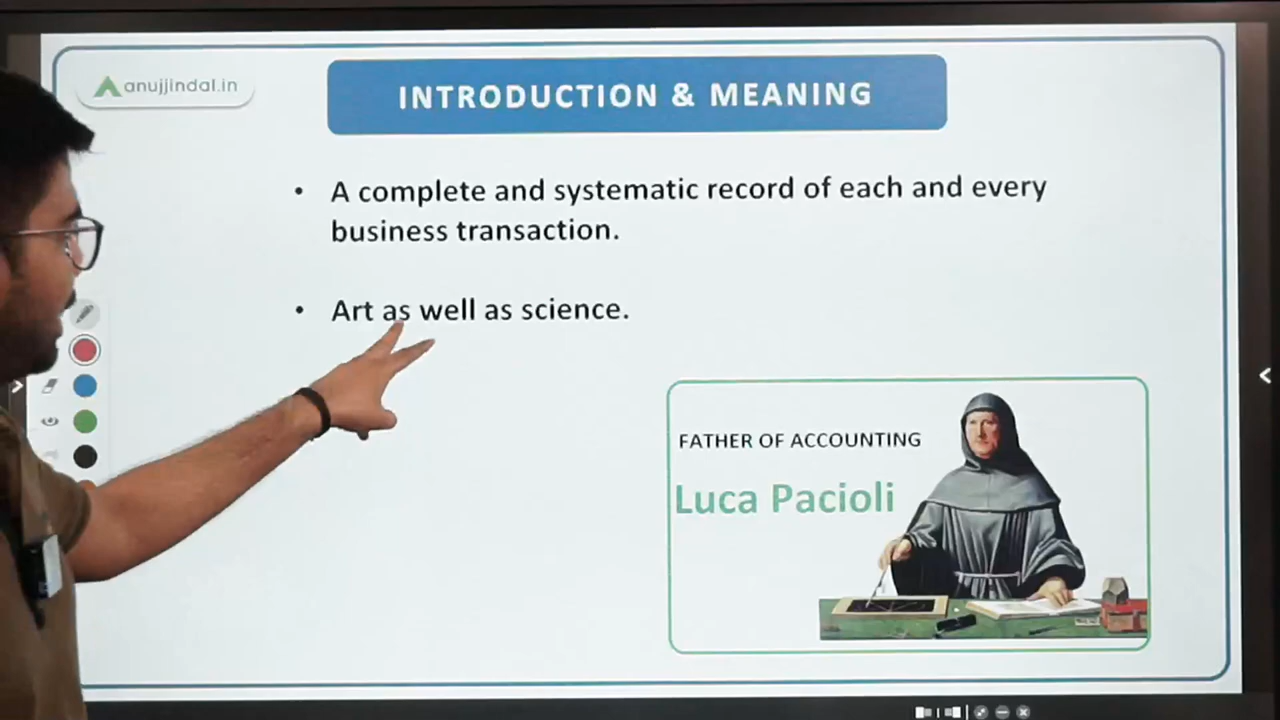 anujjindal.in
INTRODUCTION & MEANING
• A complete and systematic record of each and every
business transaction.
• Art as well as science.
FATHER OF ACCOUNTING
Luca Pacioli